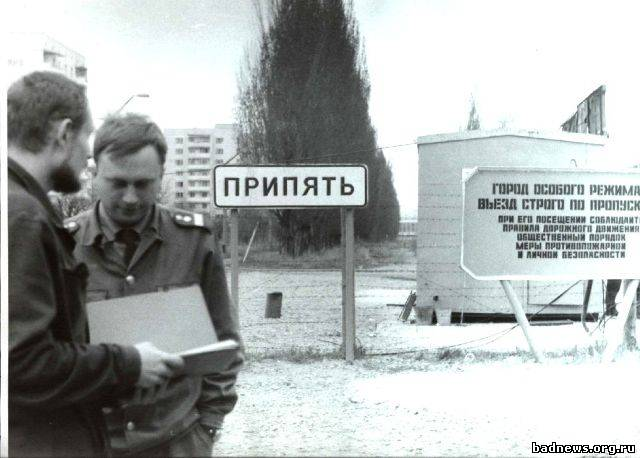 ПРИПЯТЬ
ГОРОД ОСОБОГО РЕЖИМА
ВЪЕЗД СТРОГО ПО ПРОПУСК
ПРИ ЕГО ПОСЕЩЕНИИ СОБЛЮДАЙТЕ
ПРАВИЛА ДОРОЖНОГО ДВИЖЕНИЯ
ОБЩЕСТВЕННЫЙ ПОРЯДОК
МЕРЫ ПРОТИВОПОЖАРНОЙ
И ЛИЧНОЙ БЕЗОПАСНОСТИ
badnews.org.ru